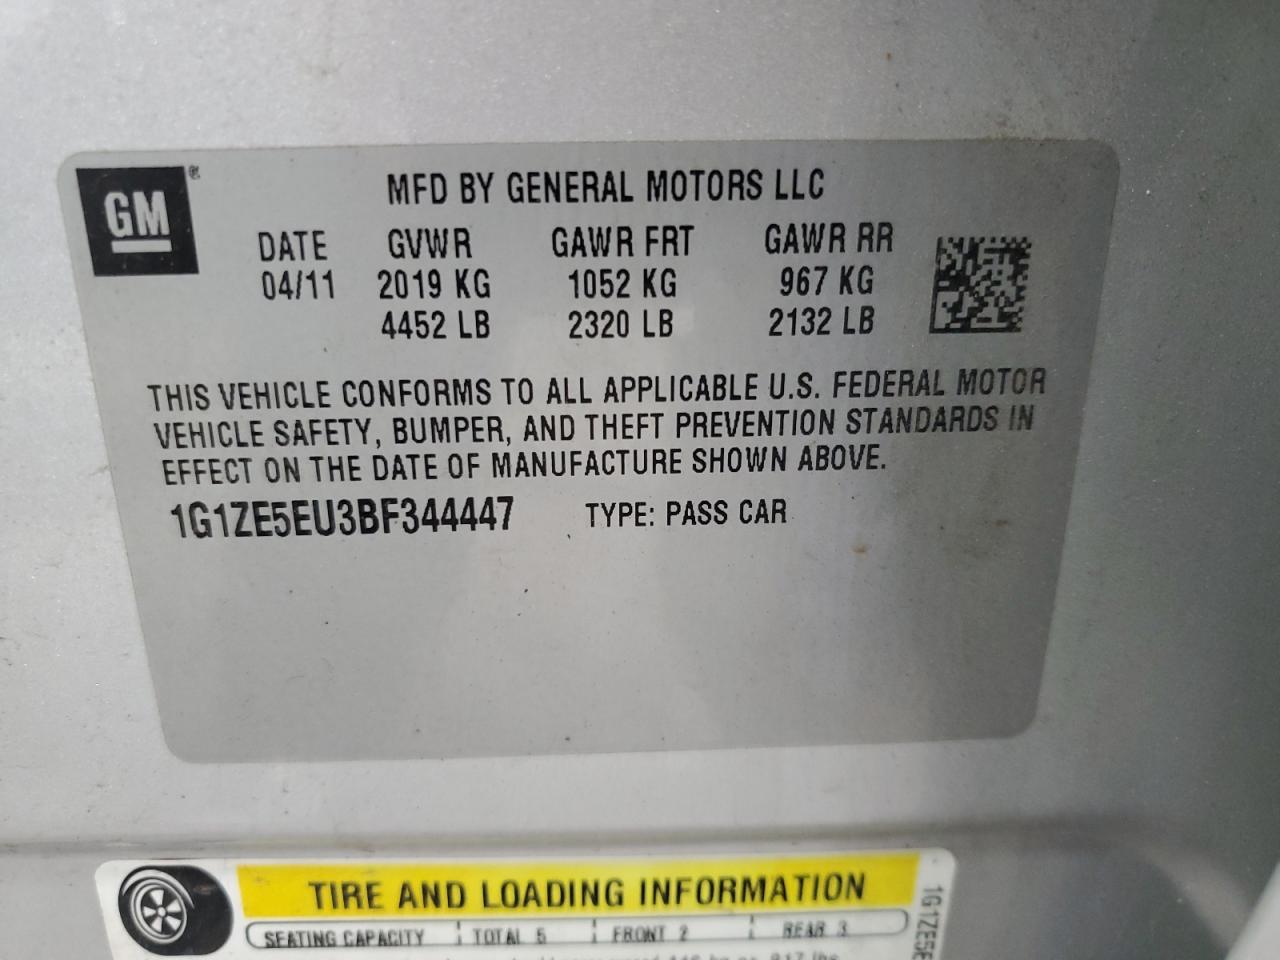 GM®
MFD BY GENERAL MOTORS LLC
DATE GVWR GAWR FRT GAWR RR
04/11 2019 KG 1052 KG 967 KG
4452 LB 2320 LB 2132 LB
THIS VEHICLE CONFORMS TO ALL APPLICABLE U.S. FEDERAL MOTOR
VEHICLE SAFETY, BUMPER, AND THEFT PREVENTION STANDARDS IN
EFFECT ON THE DATE OF MANUFACTURE SHOWN ABOVE.
1G1ZE5EU3BF344447 TYPE: PASS CAR
TIRE AND LOADING INFORMATION
SEATING CAPACITY TOTAL 5 FRONT 2 REAR 3
1G1ZE5E